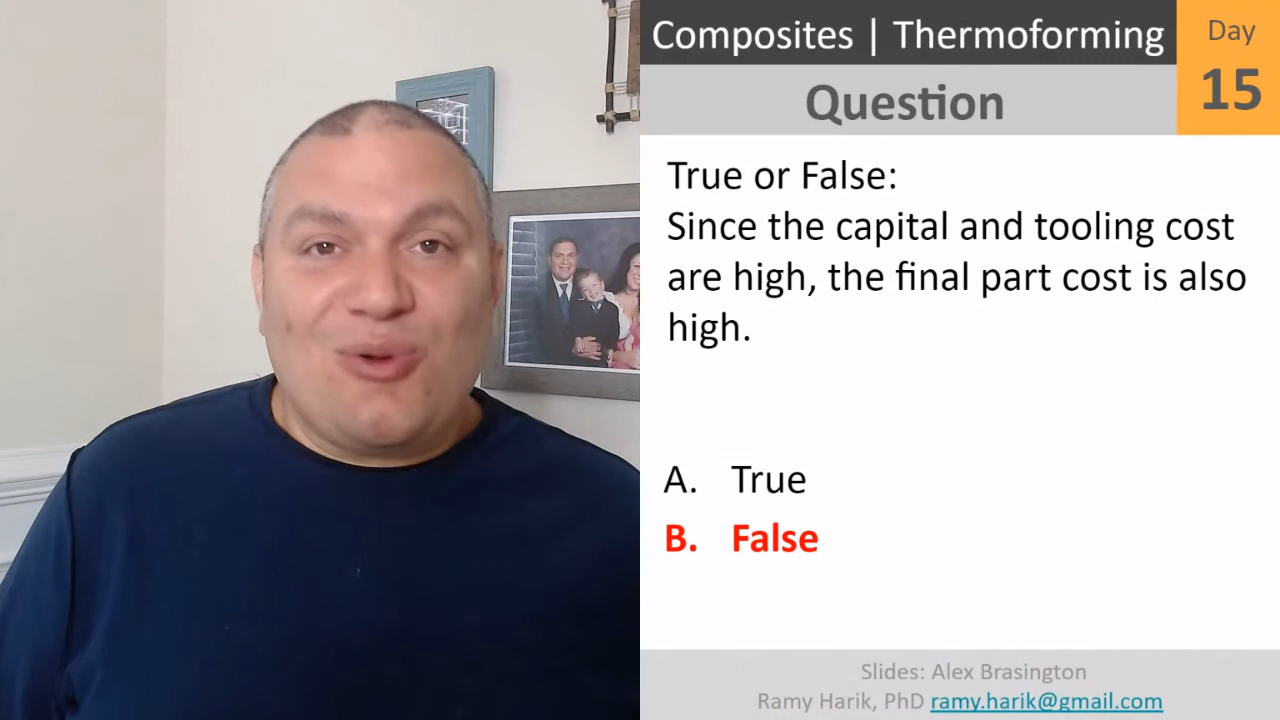 Composites | Thermoforming
Day
15
Question
True or False:
Since the capital and tooling cost
are high, the final part cost is also
high.
A. True
B. False
Slides: Alex Brasington
Ramy Harik, PhD ramy.harik@gmail.com